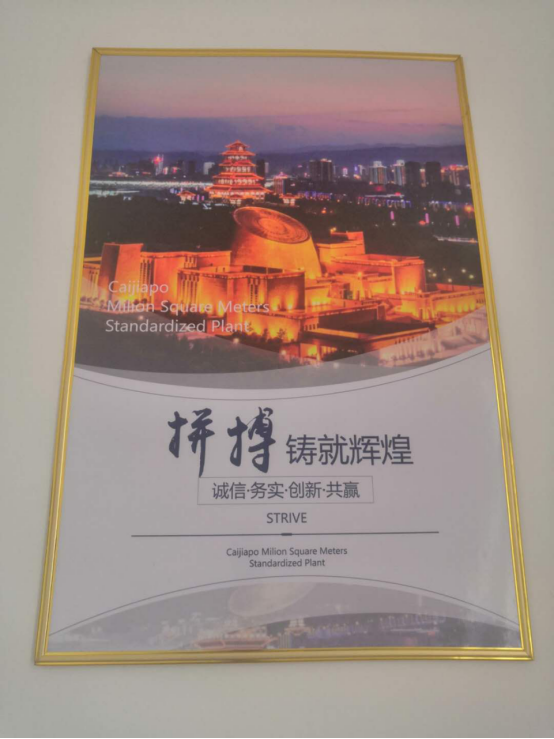 Caijiapo
Milion Square Meters
Standardized Plant
拼搏 铸就辉煌
诚信·务实·创新·共赢
STRIVE
Caijiapo Milion Square Meters
Standardized Plant